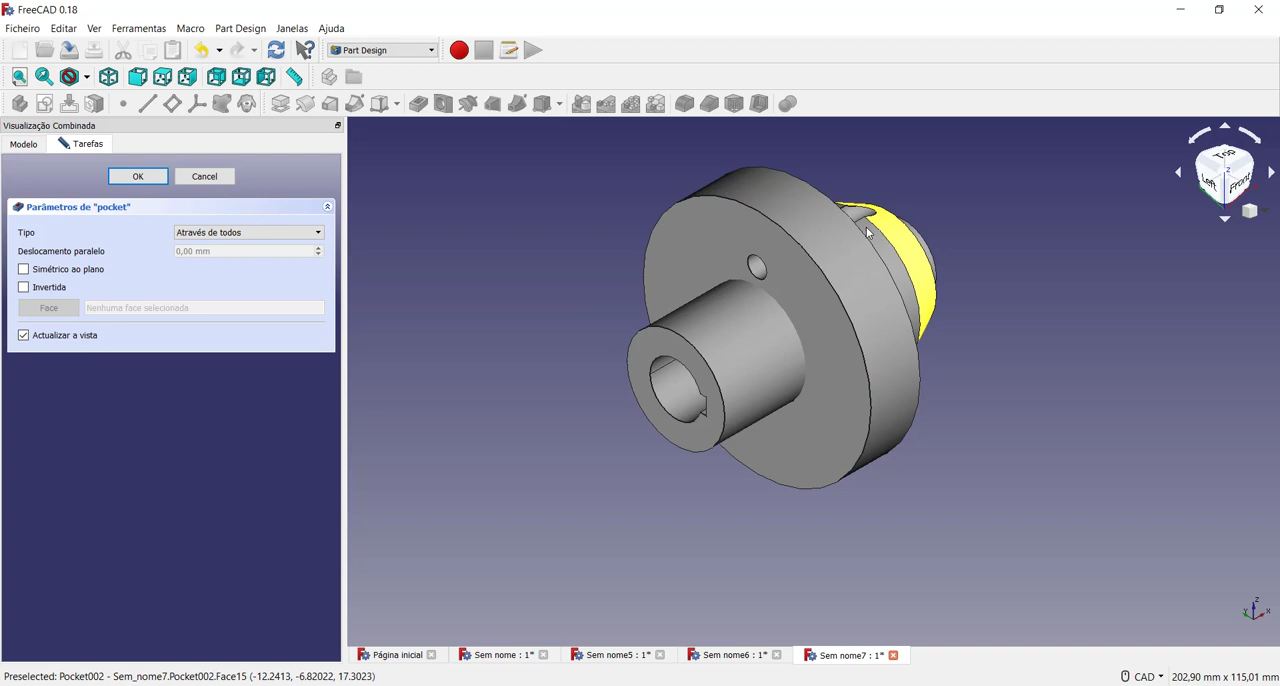 FreeCAD 0.18
Ficheiro Editar Ver Ferramentas Macro Part Design Janelas Ajuda
Part Design
Visualização Combinada
Modelo Tarefas
OK Cancel
Parâmetros de "pocket"
Tipo Através de todos
Deslocamento paralelo 0,00 mm
Simétrico ao plano
Invertida
Face Nenhuma face selecionada
Actualizar a vista
Top
Left Front
Z
Z
Y X
Página inicial Sem nome : 1* Sem nome5 : 1* Sem nome6 : 1* Sem nome7 : 1*
Preselected: Pocket002 - Sem_nome7.Pocket002.Face15 (-12.2413, -6.82022, 17.3023) CAD 202,90 mm x 115,01 mm